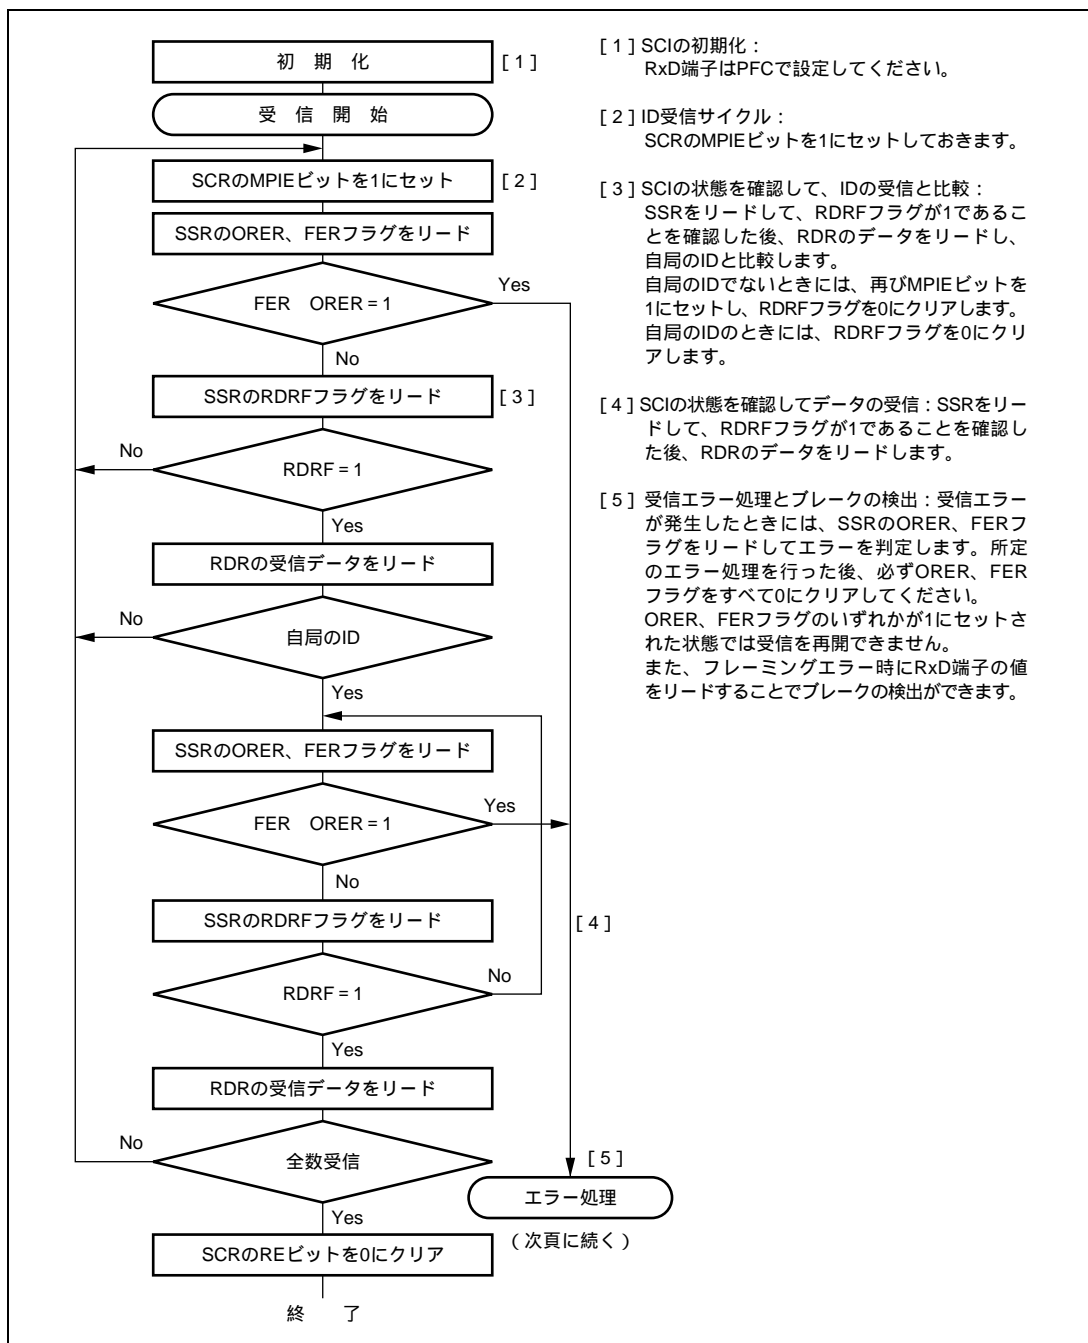 初　期　化
[ 1 ]
受　信　開　始
SCRのMPIEビットを1にセット
[ 2 ]
SSRのORER、FERフラグをリード
FER　ORER = 1
Yes
No
SSRのRDRFフラグをリード
[ 3 ]
No
RDRF = 1
Yes
RDRの受信データをリード
No
自局のID
Yes
SSRのORER、FERフラグをリード
FER　ORER = 1
Yes
No
SSRのRDRFフラグをリード
[ 4 ]
RDRF = 1
No
Yes
RDRの受信データをリード
No
全数受信
[ 5 ]
エラー処理
Yes
（次頁に続く）
SCRのREビットを0にクリア
終　了
[ 1 ] SCIの初期化：
RxD端子はPFCで設定してください。
[ 2 ] ID受信サイクル：
SCRのMPIEビットを1にセットしておきます。
[ 3 ] SCIの状態を確認して、IDの受信と比較：
SSRをリードして、RDRFフラグが1であるこ
とを確認した後、RDRのデータをリードし、
自局のIDと比較します。
自局のIDでないときには、再びMPIEビットを
1にセットし、RDRFフラグを0にクリアします。
自局のIDのときには、RDRFフラグを0にクリ
アします。
[ 4 ] SCIの状態を確認してデータの受信：SSRをリー
ドして、RDRFフラグが1であることを確認し
た後、RDRのデータをリードします。
[ 5 ] 受信エラー処理とブレークの検出：受信エラー
が発生したときには、SSRのORER、FERフ
ラグをリードしてエラーを判定します。所定
のエラー処理を行った後、必ずORER、FER
フラグをすべて0にクリアしてください。
ORER、FERフラグのいずれかが1にセットさ
れた状態では受信を再開できません。
また、フレーミングエラー時にRxD端子の値
をリードすることでブレークの検出ができます。